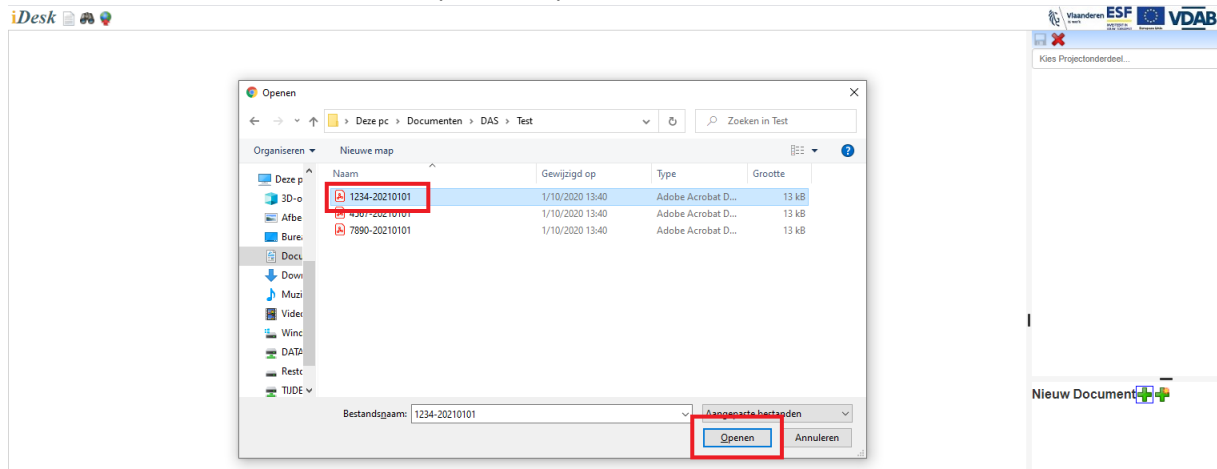 iDesk
Vlaanderen
ESF
VDAB
Kies Projectonderdeel...
Openen
Deze pc > Documenten > DAS > Test
Zoeken in Test
Organiseren
Nieuwe map
Naam Gewijzigd op Type Grootte
Deze p
3D-o
Afbe
Bure
Docu
Down
Muzi
Video
Winc
DATA
Resto
TIJDE
1234-20210101 1/10/2020 13:40 Adobe Acrobat D... 13 kB
4567-20210101 1/10/2020 13:40 Adobe Acrobat D... 13 kB
7890-20210101 1/10/2020 13:40 Adobe Acrobat D... 13 kB
Bestandsnaam: 1234-20210101
Aangepaste bestanden
Openen Annuleren
Nieuw Document